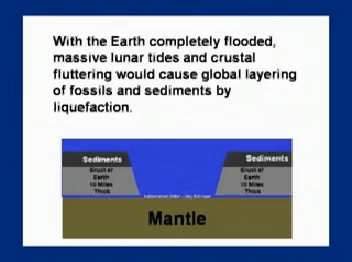 With the Earth completely flooded,
massive lunar tides and crustal
fluttering would cause global layering
of fossils and sediments by
liquefaction.
Sediments
Crust of
Earth
10 Miles
Thick
Sediments
Crust of
Earth
10 Miles
Thick
Mantle